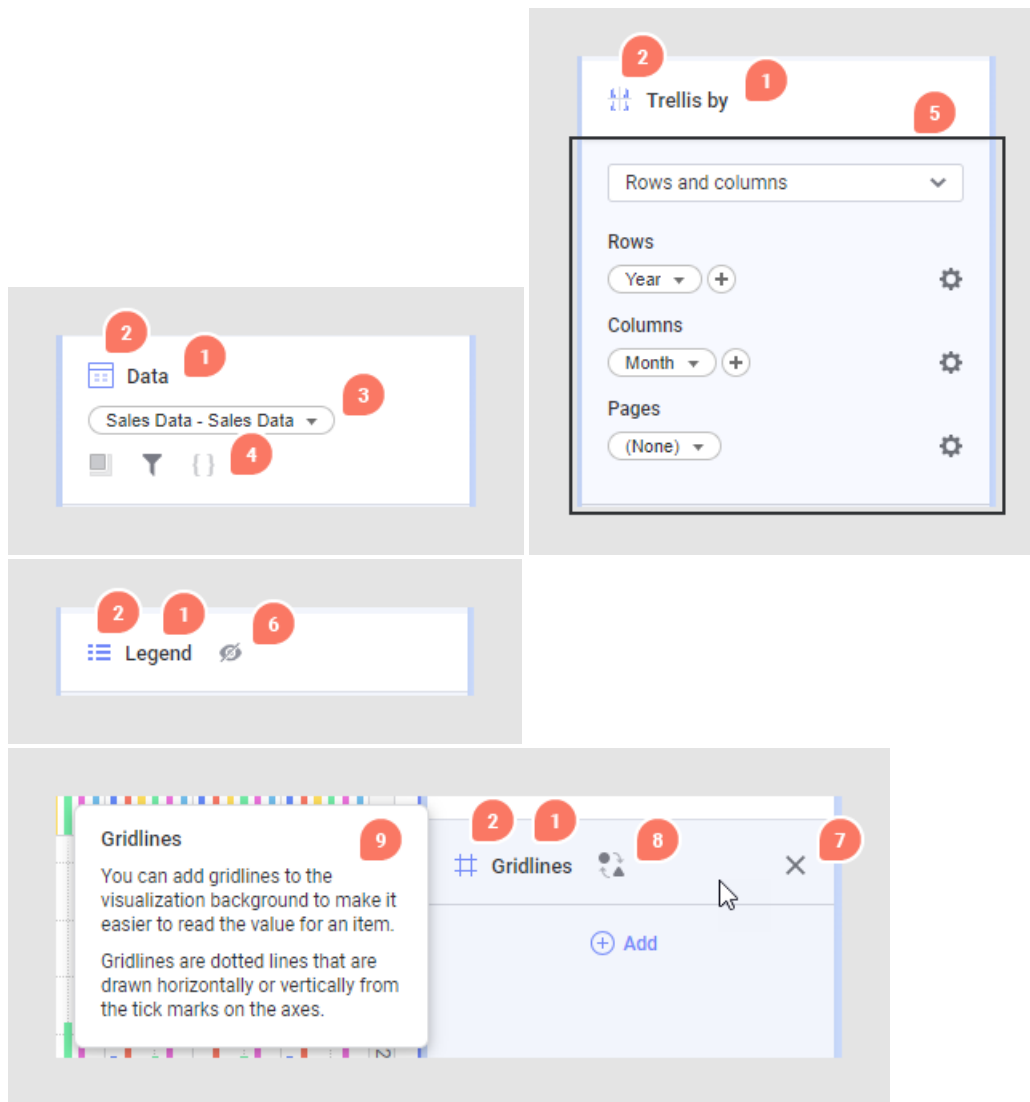 2
1
Trellis by
5
Rows and columns
Rows
Year
Columns
Month
Pages
(None)
2
1
Data
3
Sales Data - Sales Data
4
{ }
2
1
6
Legend
Gridlines
9
You can add gridlines to the
visualization background to make it
easier to read the value for an item.
Gridlines are dotted lines that are
drawn horizontally or vertically from
the tick marks on the axes.
2
1
8
7
Gridlines
Add